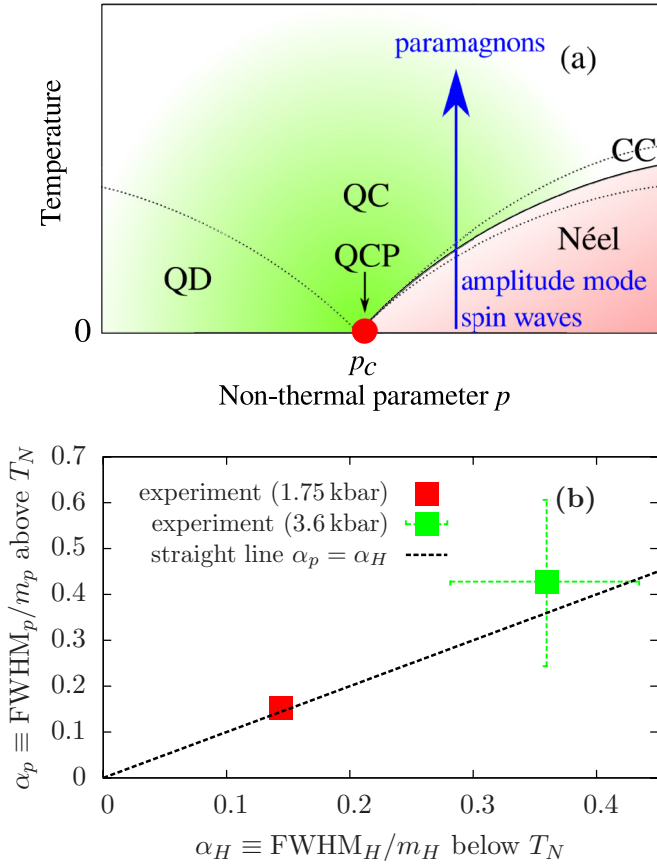 paramagnons
(a)
Temperature
CC
QC
Néel
QCP
QD
amplitude mode
spin waves
0
p_c
Non-thermal parameter p
0.7
0.6
0.5
0.4
0.3
0.2
0.1
0
α_p ≡ FWHM_p/m_p above T_N
experiment (1.75 kbar)
(b)
experiment (3.6 kbar)
straight line α_p = α_H
0 0.1 0.2 0.3 0.4
α_H ≡ FWHM_H/m_H below T_N